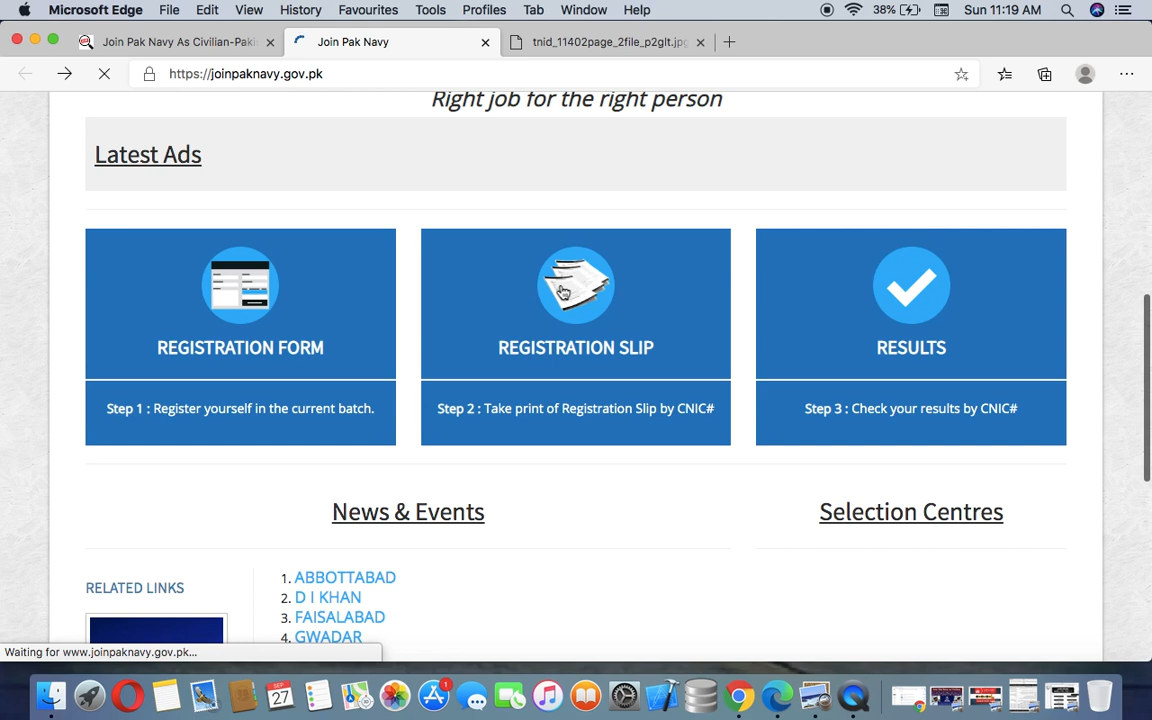 Microsoft Edge File Edit View History Favourites Tools Profiles Tab Window Help 38% Sun 11:19 AM
Join Pak Navy As Civilian-Paki Join Pak Navy tnid_11402page_2file_p2glt.jpg
https://joinpaknavy.gov.pk
Right job for the right person
Latest Ads
REGISTRATION FORM
Step 1 : Register yourself in the current batch.
REGISTRATION SLIP
Step 2 : Take print of Registration Slip by CNIC#
RESULTS
Step 3 : Check your results by CNIC#
News & Events
Selection Centres
RELATED LINKS
1. ABBOTTABAD
2. D I KHAN
3. FAISALABAD
4. GWADAR
Waiting for www.joinpaknavy.gov.pk...
SEP
27
1